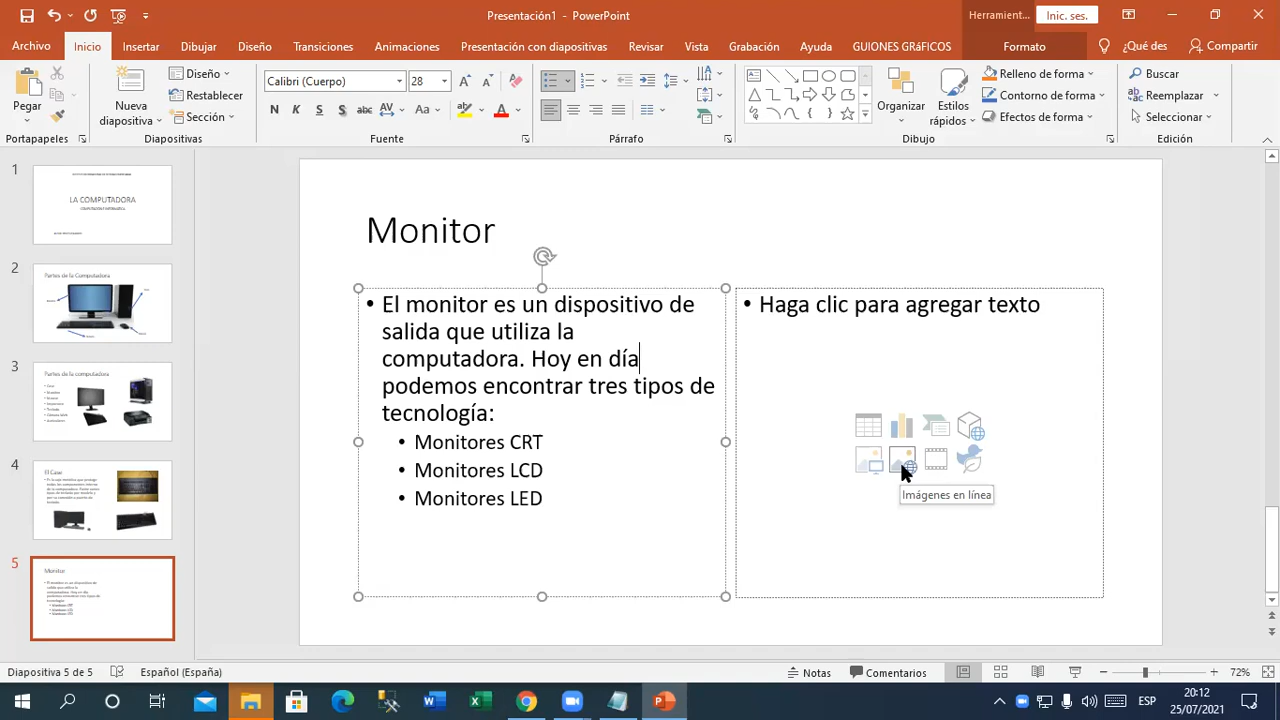 Presentación1 - PowerPoint
Herramient...
Inic. ses.
Archivo
Inicio
Insertar
Dibujar
Diseño
Transiciones
Animaciones
Presentación con diapositivas
Revisar
Vista
Grabación
Ayuda
GUIONES GRÁFICOS
Formato
¿Qué des
Compartir
Pegar
Nueva
diapositiva
Diseño
Restablecer
Sección
Calibri (Cuerpo)
28
N K S S abc AV Aa A
Organizar
Estilos
rápidos
Relleno de forma
Contorno de forma
Efectos de forma
Buscar
Reemplazar
Seleccionar
Portapapeles
Diapositivas
Fuente
Párrafo
Dibujo
Edición
1
LA COMPUTADORA
2
Partes de la Computadora
3
Partes de la computadora
4
El Case
5
Monitor
Monitor
• El monitor es un dispositivo de
salida que utiliza la
computadora. Hoy en día
podemos encontrar tres tipos de
tecnología:
• Monitores CRT
• Monitores LCD
• Monitores LED
• Haga clic para agregar texto
Imágenes en línea
Diapositiva 5 de 5
Español (España)
Notas
Comentarios
72%
ESP
20:12
25/07/2021